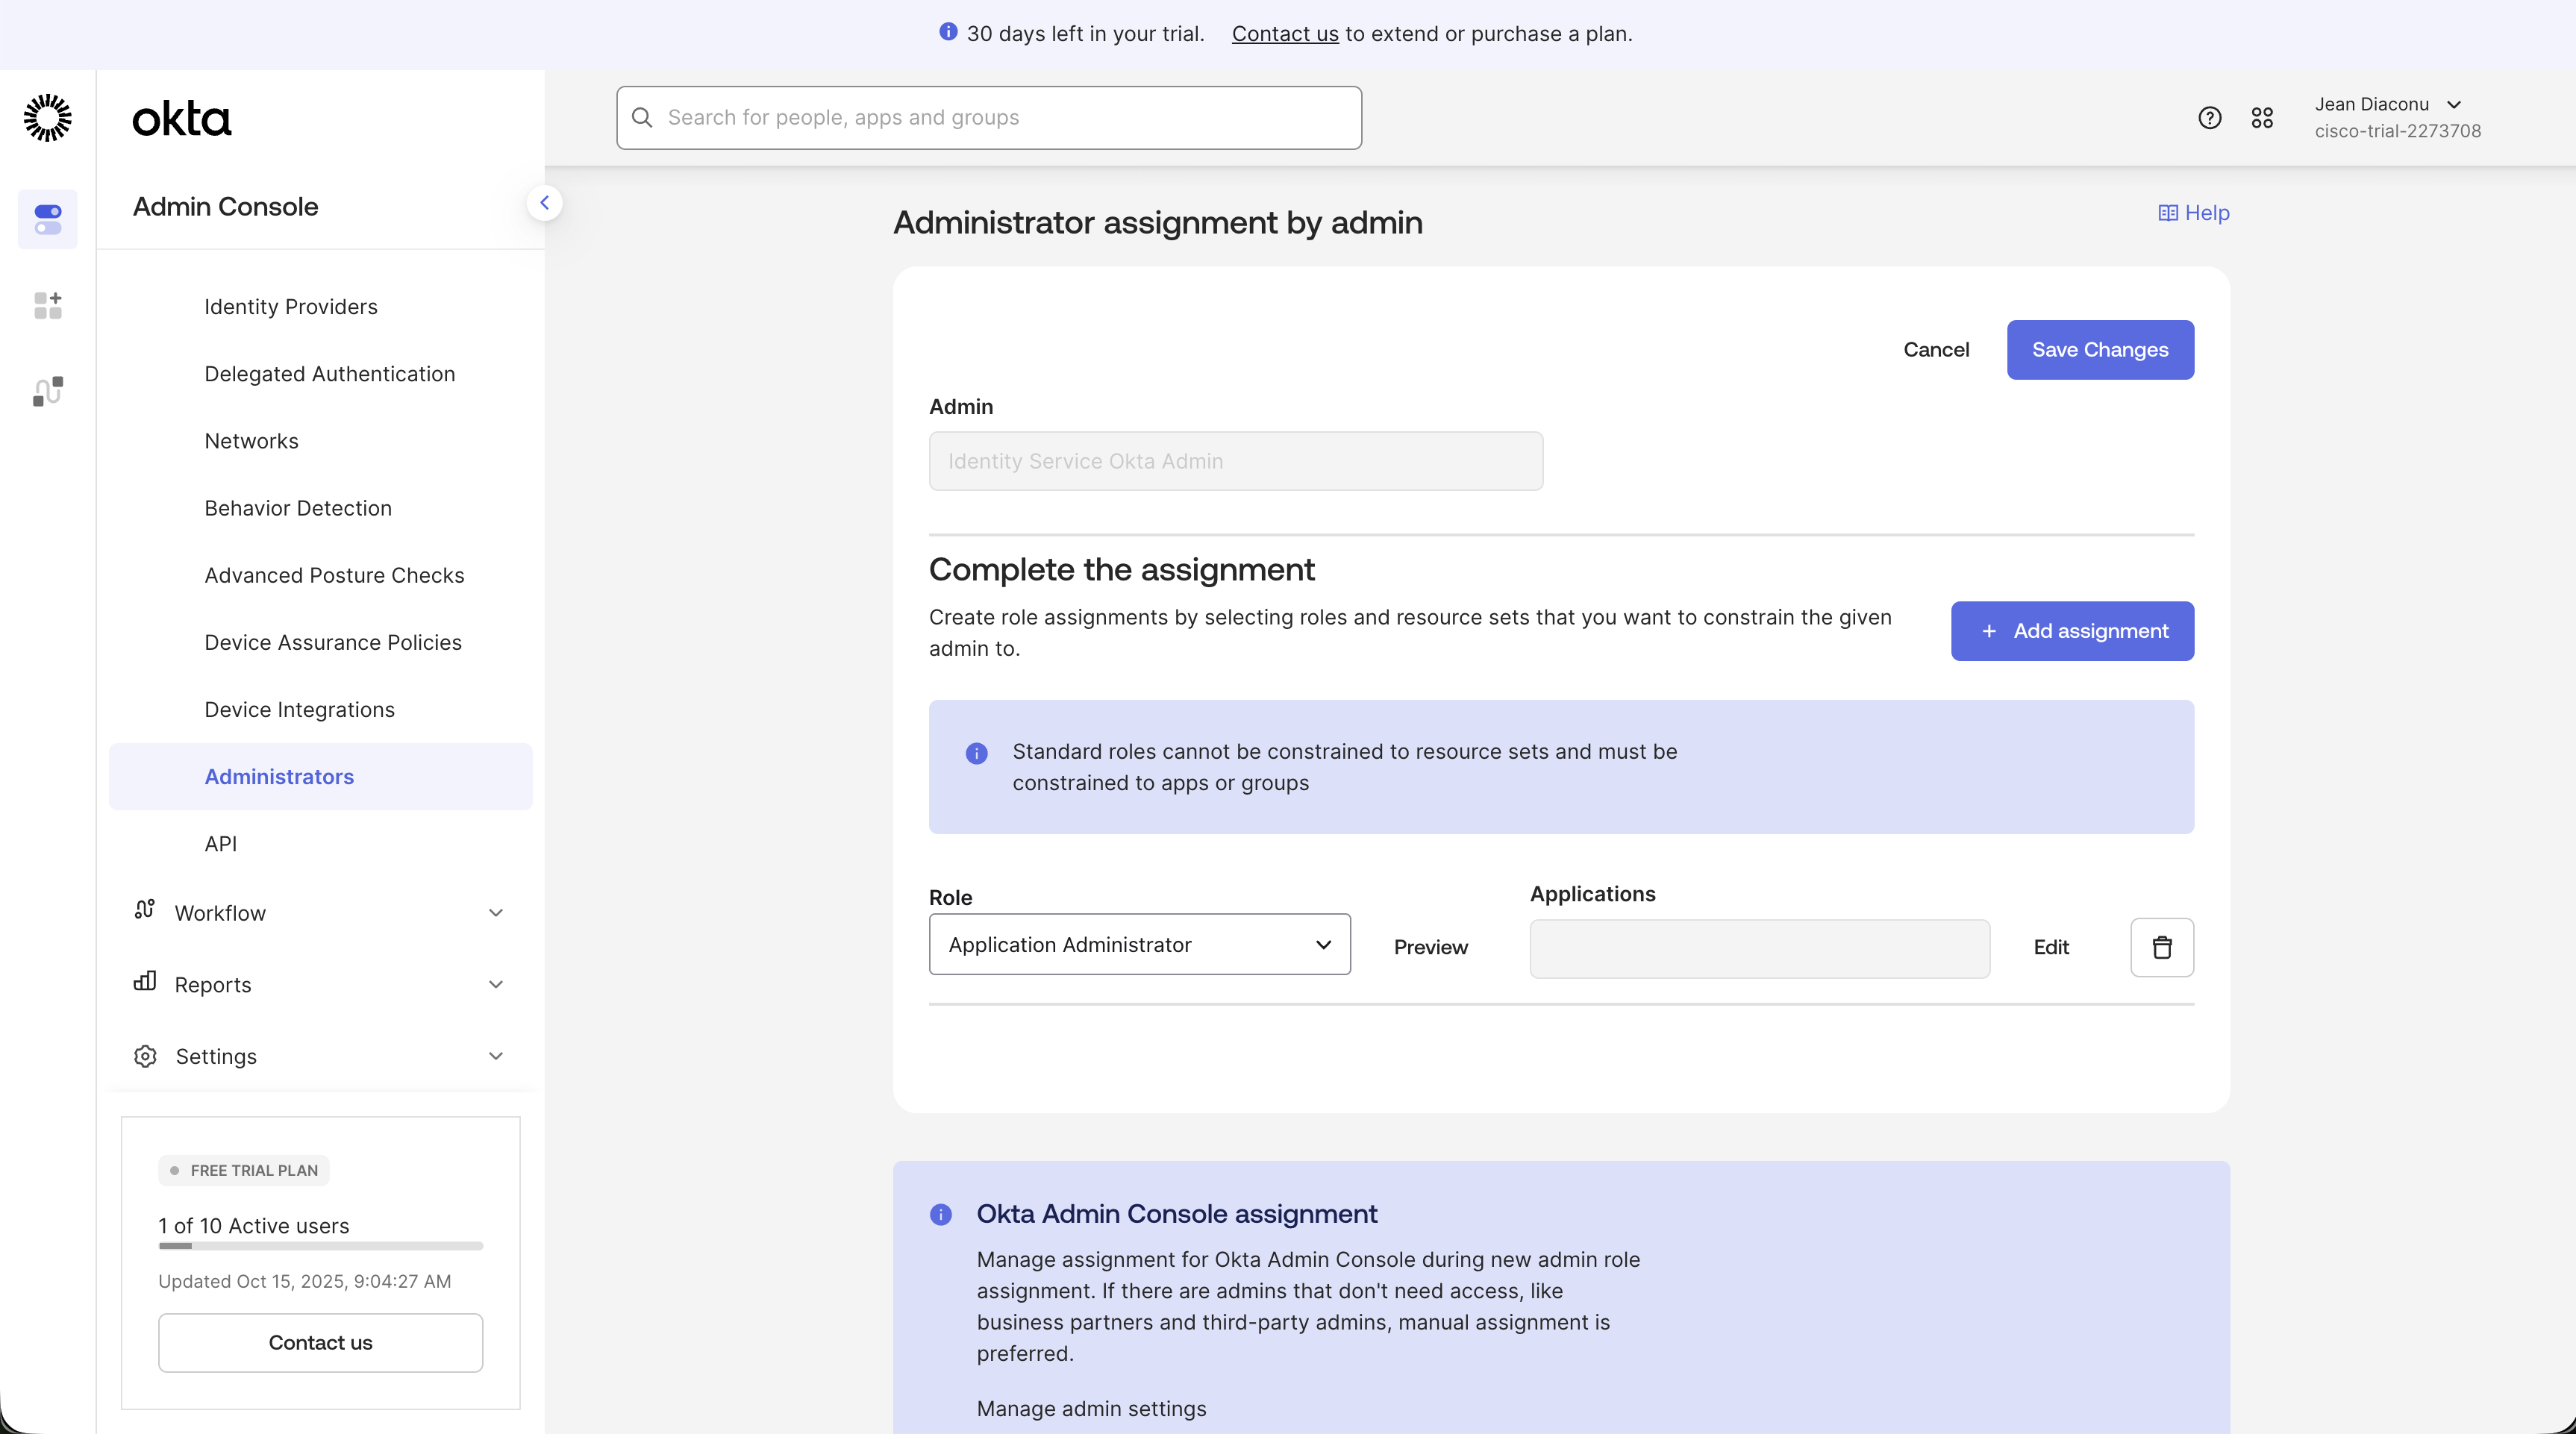 30 days left in your trial. Contact us to extend or purchase a plan.
okta
Search for people, apps and groups
Jean Diaconu
cisco-trial-2273708
Admin Console
Identity Providers
Delegated Authentication
Networks
Behavior Detection
Advanced Posture Checks
Device Assurance Policies
Device Integrations
Administrators
API
Workflow
Reports
Settings
FREE TRIAL PLAN
1 of 10 Active users
Updated Oct 15, 2025, 9:04:27 AM
Contact us
Administrator assignment by admin
Help
Cancel
Save Changes
Admin
Identity Service Okta Admin
Complete the assignment
Create role assignments by selecting roles and resource sets that you want to constrain the given
admin to.
+ Add assignment
Standard roles cannot be constrained to resource sets and must be
constrained to apps or groups
Role
Applications
Application Administrator
Preview
Edit
Okta Admin Console assignment
Manage assignment for Okta Admin Console during new admin role
assignment. If there are admins that don't need access, like
business partners and third-party admins, manual assignment is
preferred.
Manage admin settings